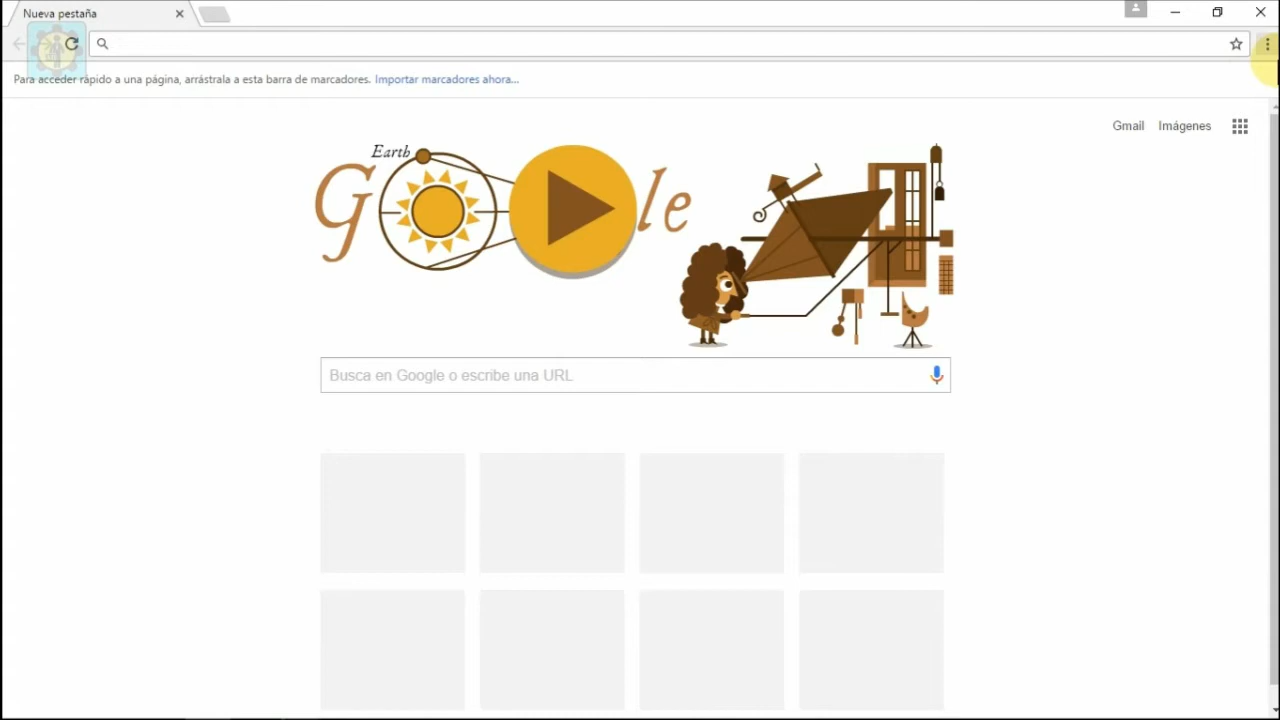 Nueva pestaña
Para acceder rápido a una página, arrástrala a esta barra de marcadores. Importar marcadores ahora...
Gmail Imágenes
Earth
G le
Busca en Google o escribe una URL